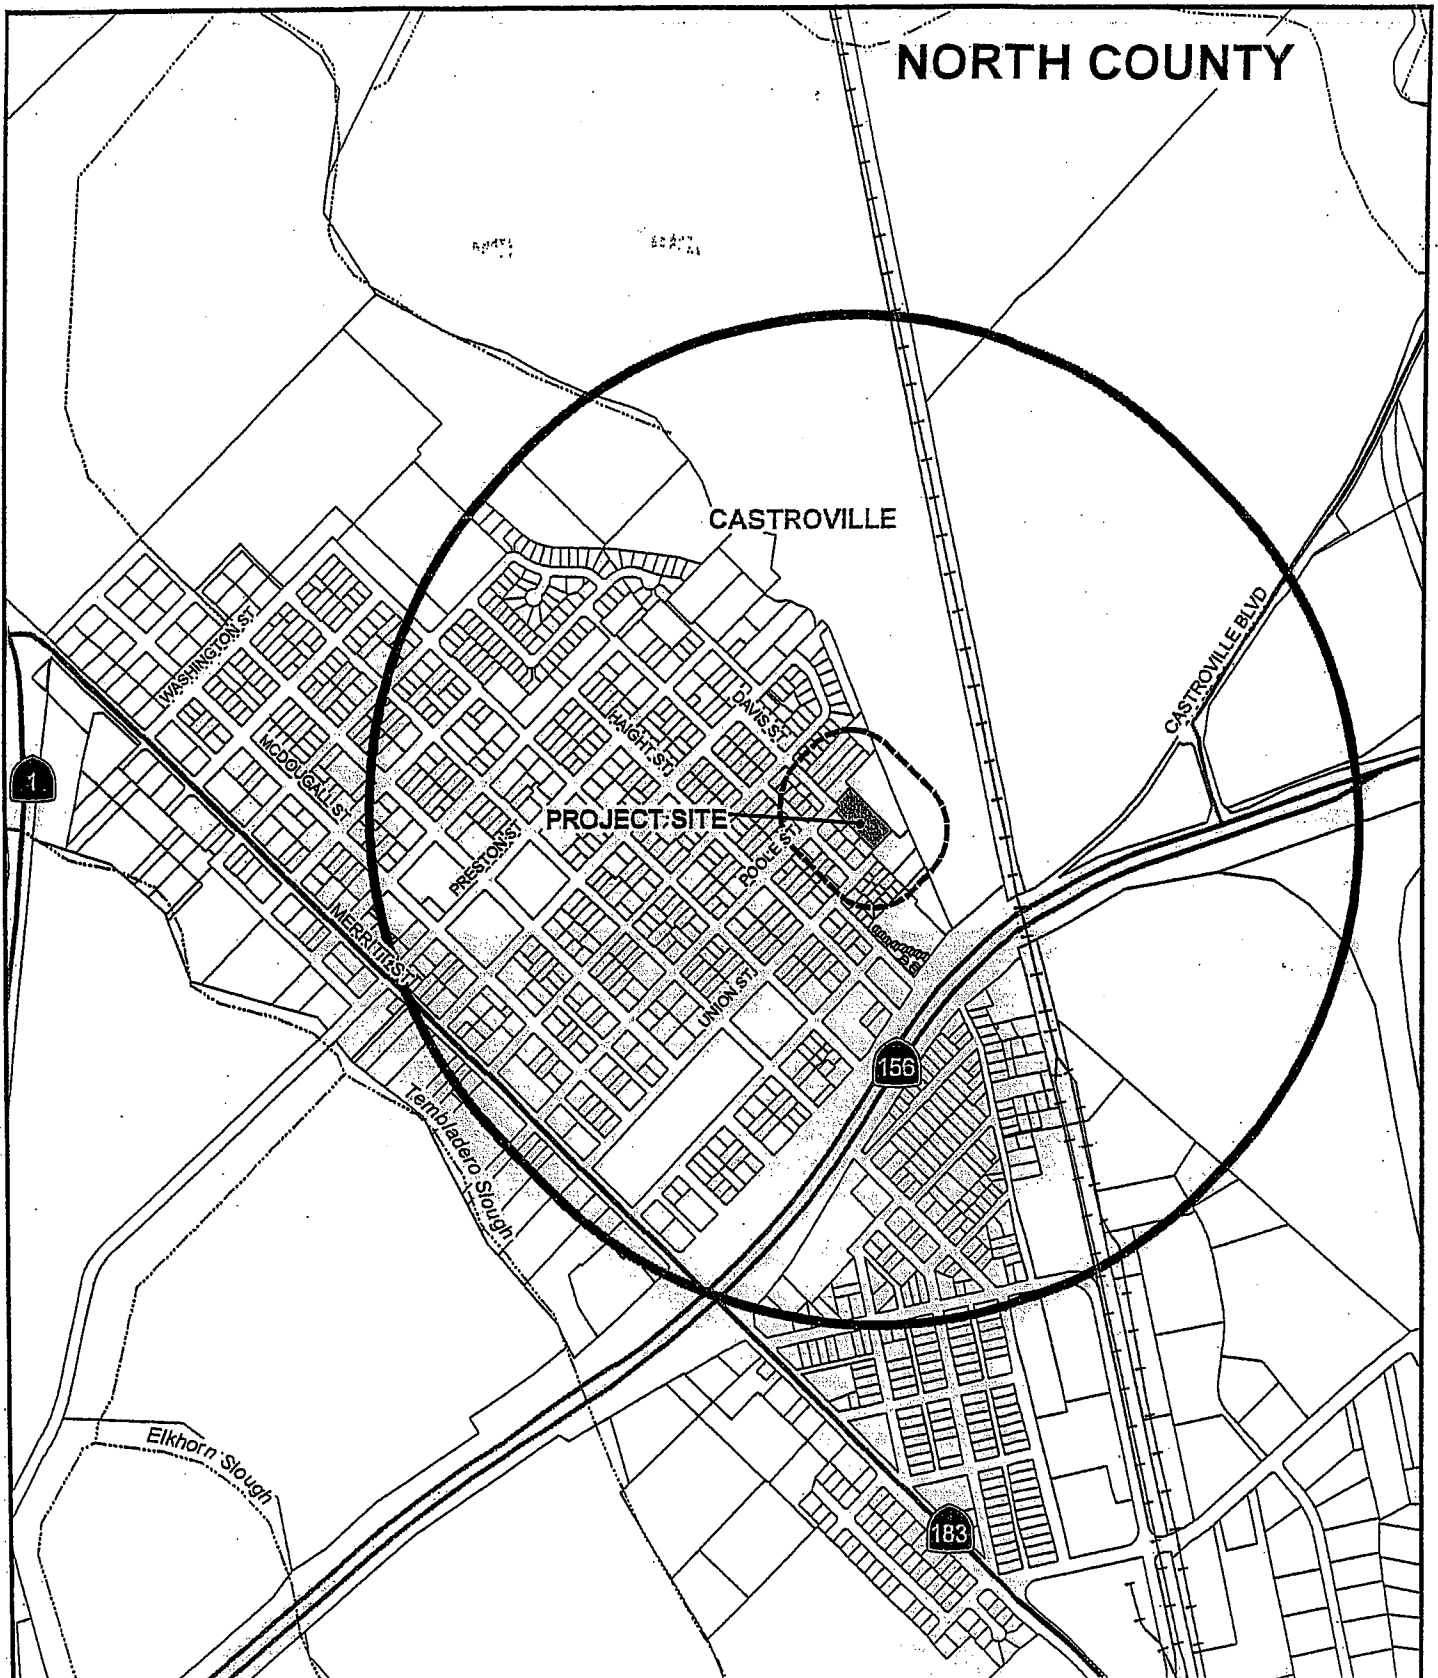 NORTH COUNTY
CASTROVILLE
CASTROVILLE BLVD
WASHINGTON ST
DAVIS ST
HAIGHT ST
MCDOUGALL ST
1
PROJECT SITE
PRESTON ST
POOLE ST
MERRITT ST
UNION ST
156
Tembladero Slough
Elkhorn Slough
183